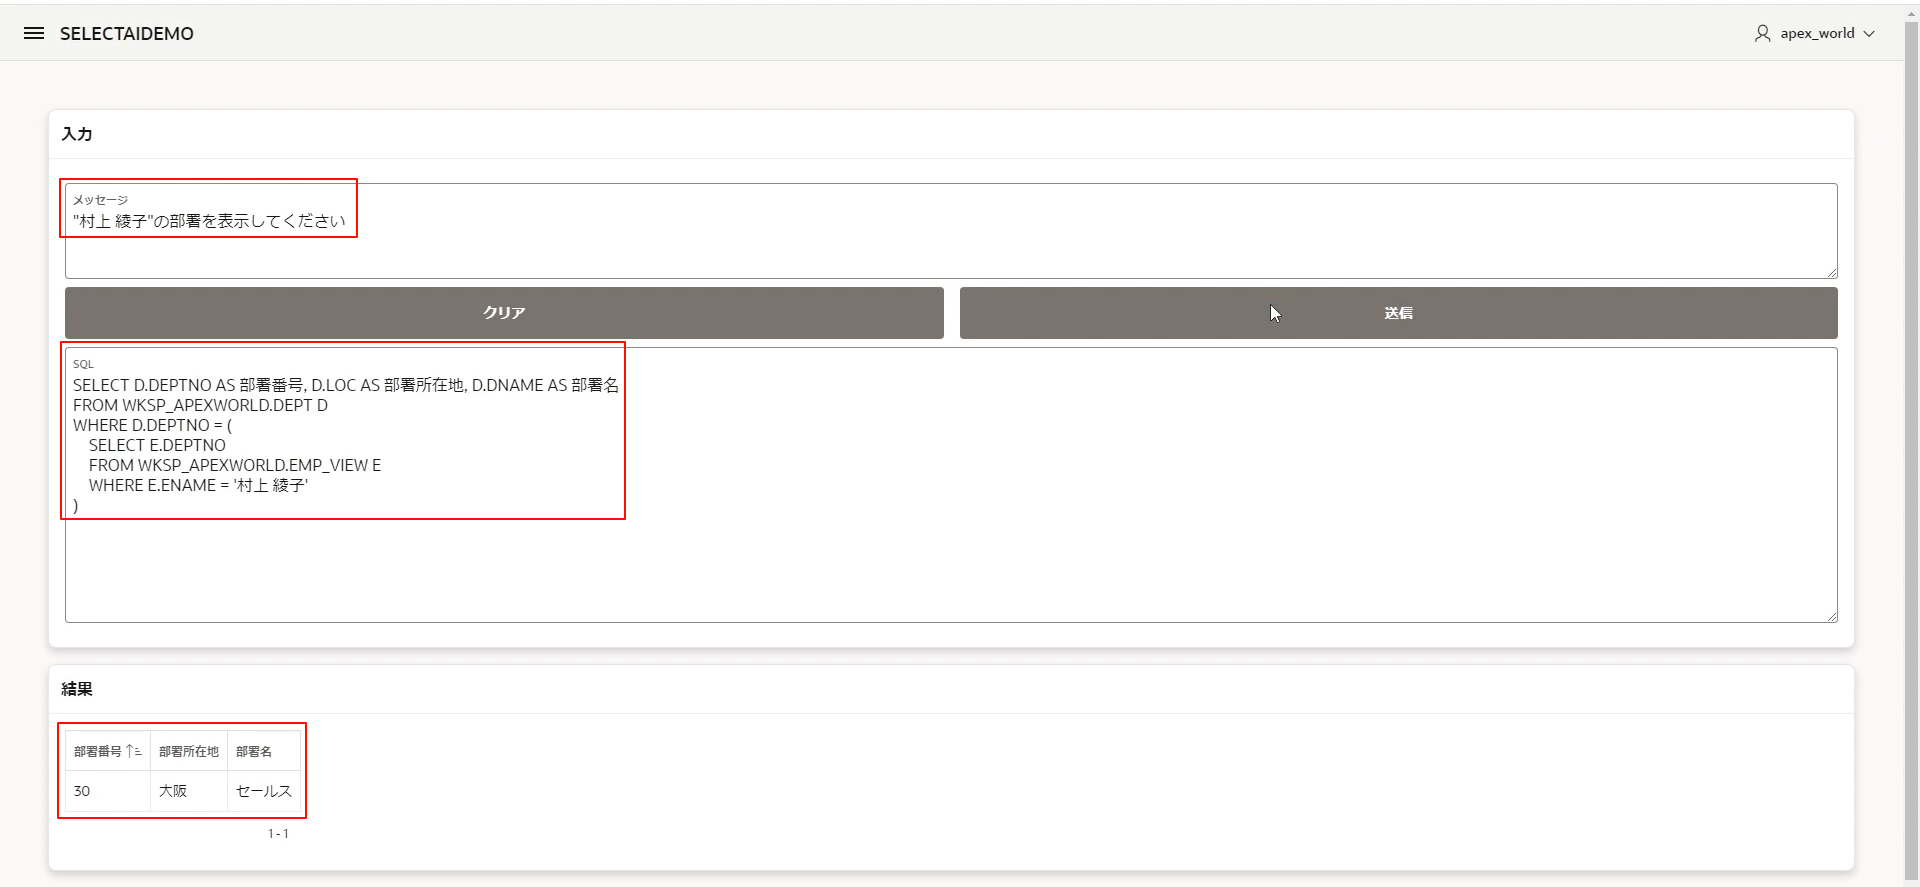 SELECTAIDEMO
apex_world
入力
メッセージ
"村上 綾子"の部署を表示してください
クリア
送信
SQL
SELECT D.DEPTNO AS 部署番号, D.LOC AS 部署所在地, D.DNAME AS 部署名
FROM WKSP_APEXWORLD.DEPT D
WHERE D.DEPTNO = (
    SELECT E.DEPTNO
    FROM WKSP_APEXWORLD.EMP_VIEW E
    WHERE E.ENAME = '村上 綾子'
)
結果
部署番号 部署所在地 部署名
30 大阪 セールス
1 - 1